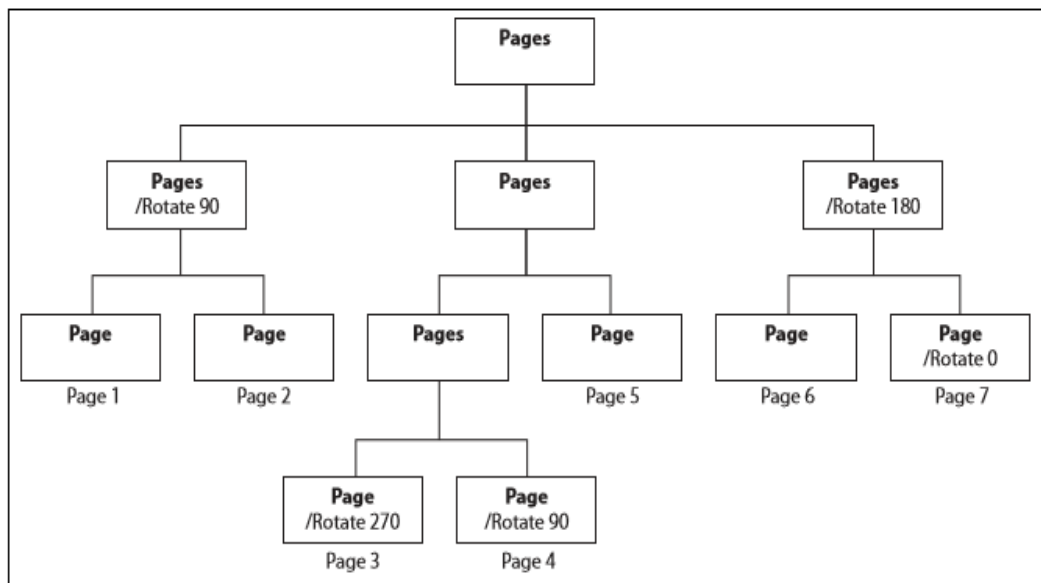 Pages
Pages
/Rotate 90
Pages
Pages
/Rotate 180
Page
Page 1
Page
Page 2
Pages
Page
Page 5
Page
Page 6
Page
/Rotate 0
Page 7
Page
/Rotate 270
Page 3
Page
/Rotate 90
Page 4